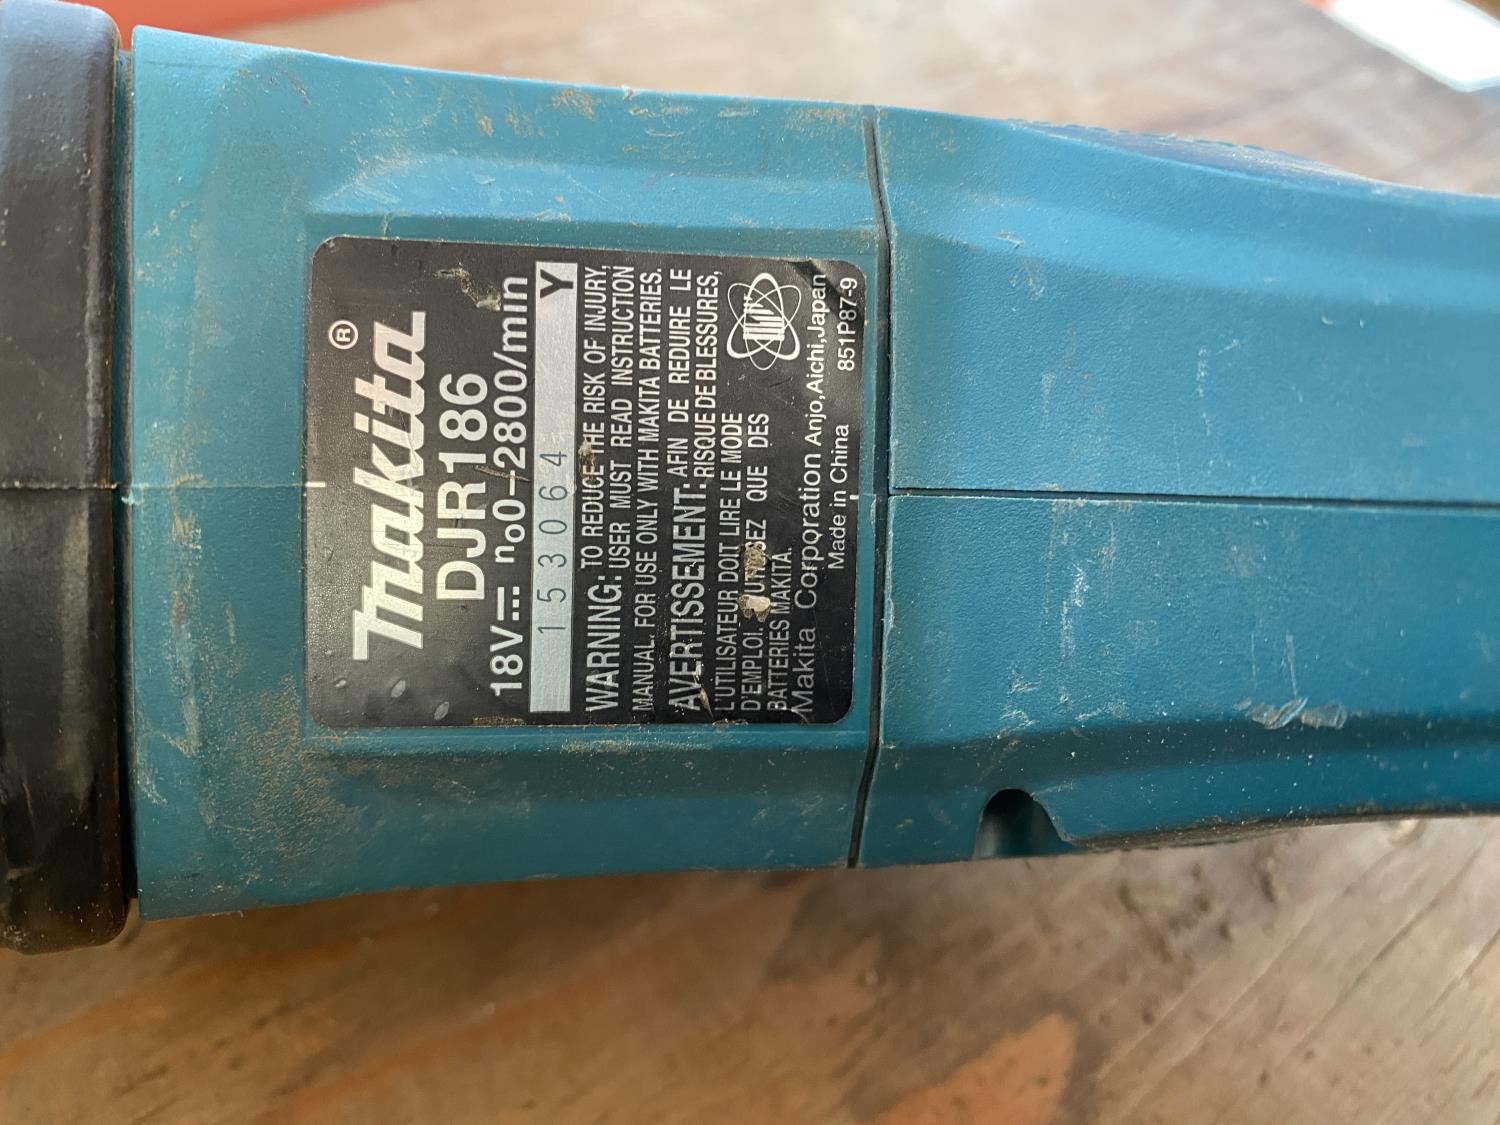 makita®
DJR186
18V⎓ n₀0–2800/min
153064 Y
WARNING: TO REDUCE THE RISK OF INJURY,
USER MUST READ INSTRUCTION
MANUAL. FOR USE ONLY WITH MAKITA BATTERIES.
AVERTISSEMENT: AFIN DE REDUIRE LE
RISQUE DE BLESSURES,
L'UTILISATEUR DOIT LIRE LE MODE
D'EMPLOI. QUE DES
BATTERIES MAKITA.
Makita Corporation Anjo,Aichi,Japan
Made in China 851P87-9